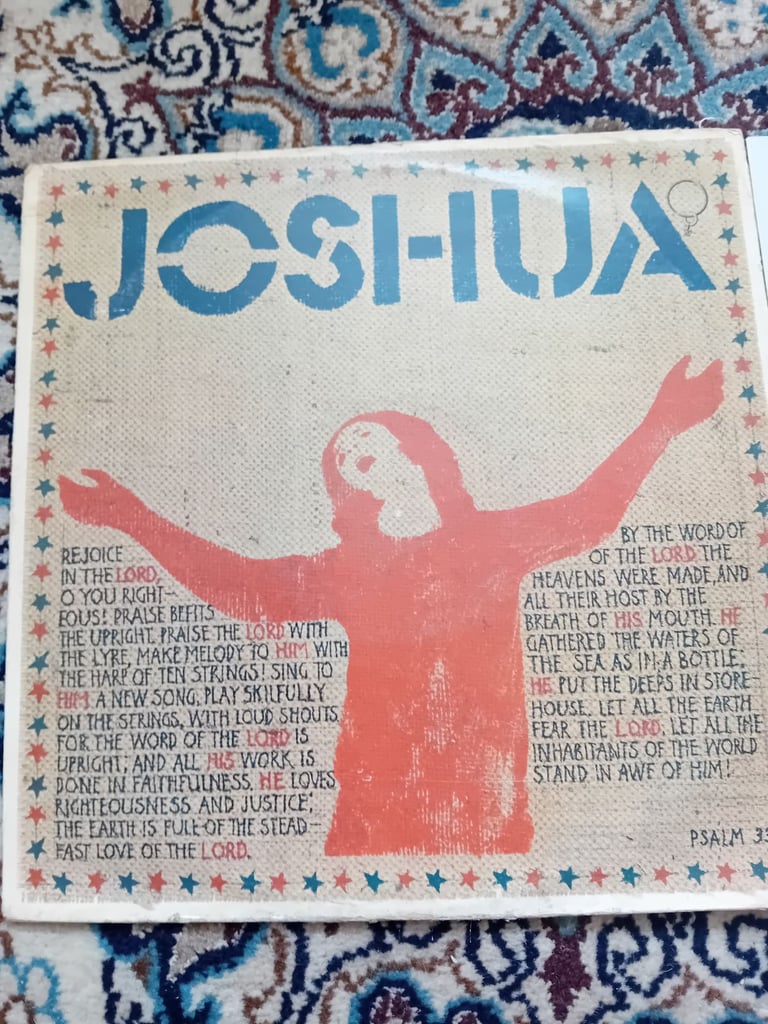 JOSHUA
REJOICE
IN THE LORD,
O YOU RIGHT-
EOUS! PRAISE BEFITS
THE UPRIGHT. PRAISE THE LORD WITH
THE LYRE, MAKE MELODY TO HIM WITH
THE HARP OF TEN STRINGS! SING TO
HIM A NEW SONG, PLAY SKILLFULLY
ON THE STRINGS, WITH LOUD SHOUTS.
FOR THE WORD OF THE LORD IS
UPRIGHT; AND ALL HIS WORK IS
DONE IN FAITHFULNESS. HE LOVES
RIGHTEOUSNESS AND JUSTICE;
THE EARTH IS FULL OF THE STEAD-
FAST LOVE OF THE LORD.
BY THE WORD OF
OF THE LORD THE
HEAVENS WERE MADE, AND
ALL THEIR HOST BY THE
BREATH OF HIS MOUTH. HE
GATHERED THE WATERS OF
THE SEA AS IN A BOTTLE;
HE PUT THE DEEPS IN STORE-
HOUSE. LET ALL THE EARTH
FEAR THE LORD. LET ALL THE
INHABITANTS OF THE WORLD
STAND IN AWE OF HIM!
PSALM 33